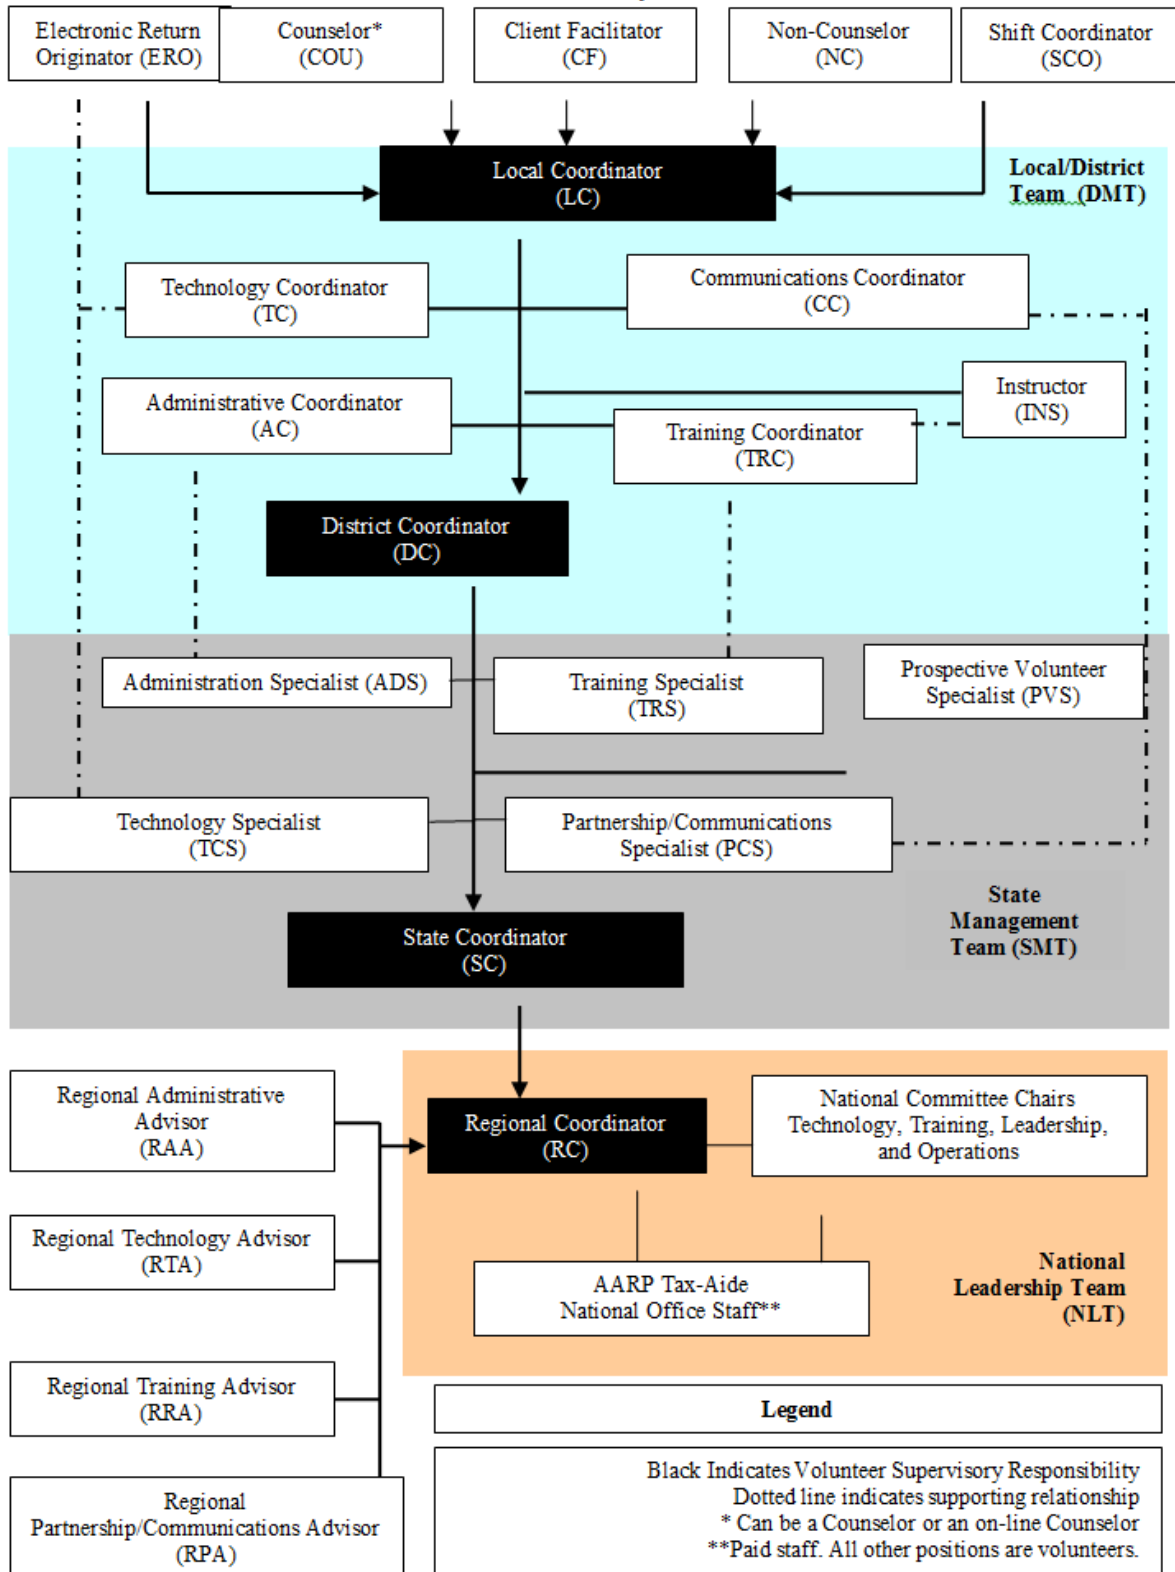 Electronic Return
Originator (ERO)
Counselor*
(COU)
Client Facilitator
(CF)
Non-Counselor
(NC)
Shift Coordinator
(SCO)
Local Coordinator
(LC)
Local/District
Team (DMT)
Technology Coordinator
(TC)
Communications Coordinator
(CC)
Administrative Coordinator
(AC)
Training Coordinator
(TRC)
Instructor
(INS)
District Coordinator
(DC)
Administration Specialist (ADS)
Training Specialist
(TRS)
Prospective Volunteer
Specialist (PVS)
Technology Specialist
(TCS)
Partnership/Communications
Specialist (PCS)
State
Management
Team (SMT)
State Coordinator
(SC)
Regional Administrative
Advisor
(RAA)
Regional Coordinator
(RC)
National Committee Chairs
Technology, Training, Leadership,
and Operations
Regional Technology Advisor
(RTA)
AARP Tax-Aide
National Office Staff**
National
Leadership Team
(NLT)
Regional Training Advisor
(RRA)
Regional
Partnership/Communications Advisor
(RPA)
Legend
Black Indicates Volunteer Supervisory Responsibility
Dotted line indicates supporting relationship
* Can be a Counselor or an on-line Counselor
**Paid staff. All other positions are volunteers.